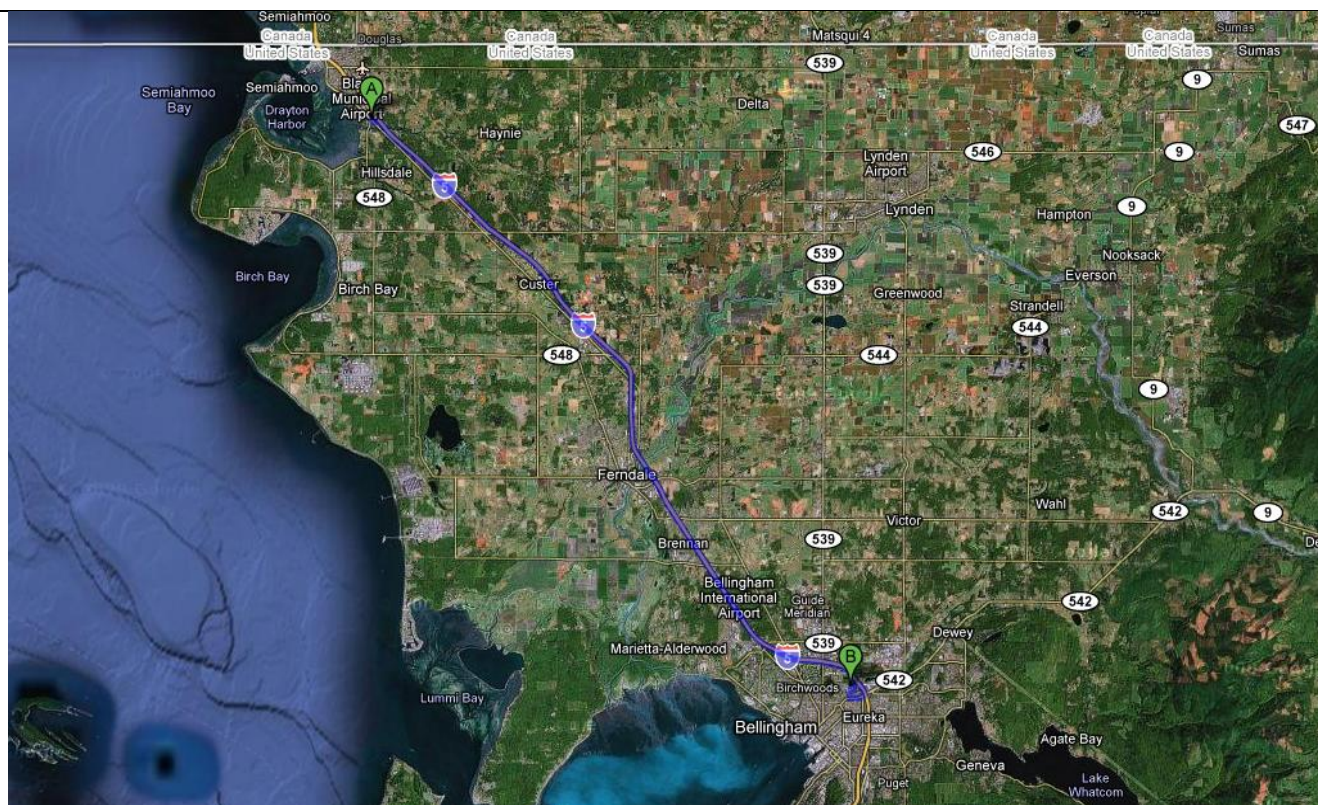 Semiahmoo
Douglas
Canada
United States
Canada
United States
Matsqui 4
Canada
United States
Canada
United States
Sumas
Sumas
539
9
Semiahmoo
Bay
Semiahmoo
Drayton
Harbor
Municipal
Airport
A
Haynie
Delta
547
Hillsdale
548
5
Lynden
Airport
546
9
Lynden
Hampton
9
Nooksack
Birch Bay
Birch Bay
Custer
539
539
Greenwood
Everson
Strandell
544
5
548
544
9
Ferndale
Wahl
542
9
Victor
Brennan
539
Bellingham
International
Airport
Guide
Meridian
542
Marietta-Alderwood
5
539
B
Dewey
542
Birchwoods
Lummi Bay
Bellingham
Eureka
Agate Bay
Geneva
Puget
Lake
Whatcom